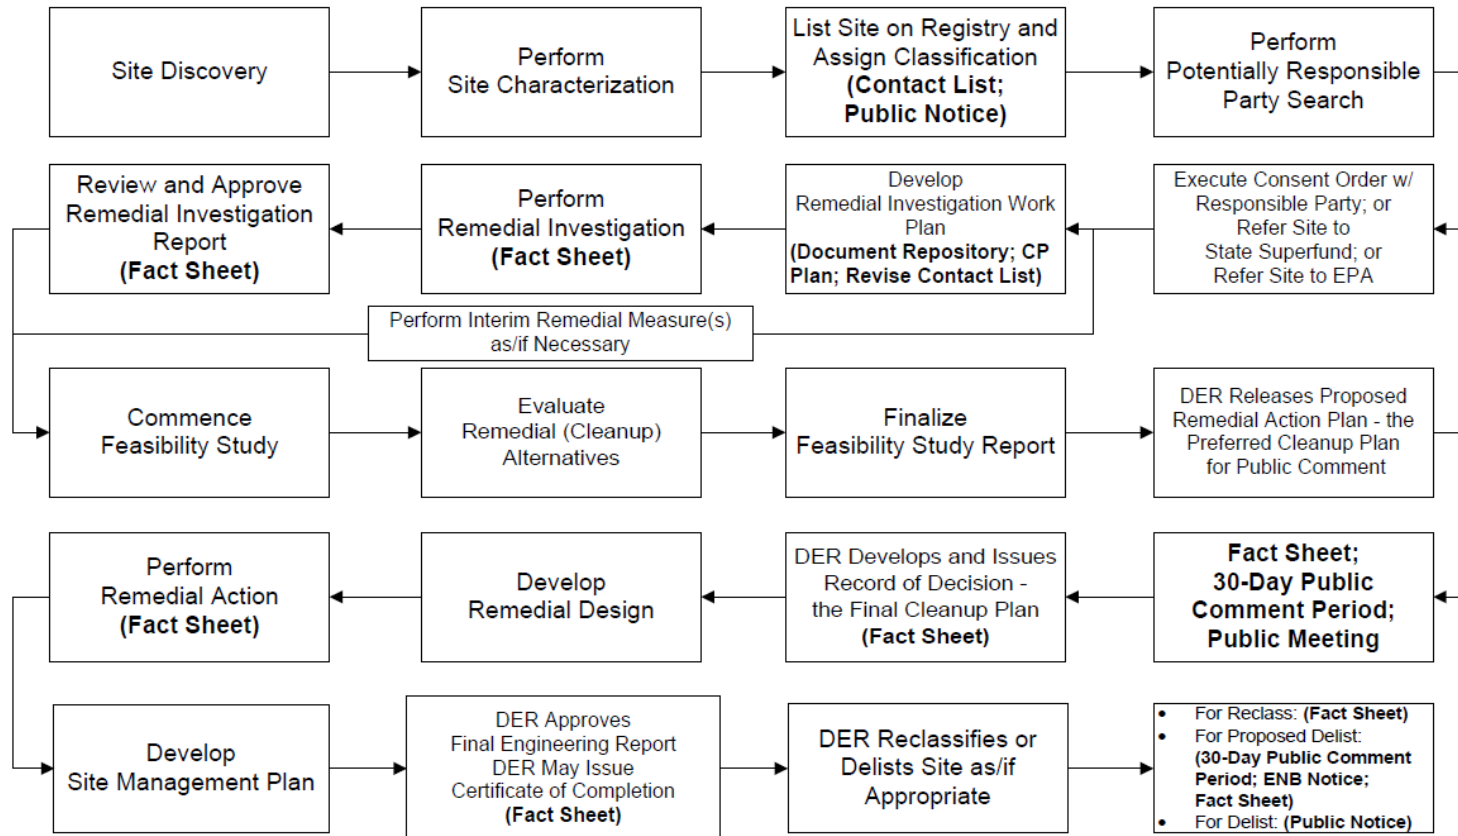 Site Discovery
Perform
Site Characterization
List Site on Registry and
Assign Classification
(Contact List;
Public Notice)
Perform
Potentially Responsible
Party Search
Review and Approve
Remedial Investigation
Report
(Fact Sheet)
Perform
Remedial Investigation
(Fact Sheet)
Develop
Remedial Investigation Work
Plan
(Document Repository; CP
Plan; Revise Contact List)
Execute Consent Order w/
Responsible Party; or
Refer Site to
State Superfund; or
Refer Site to EPA
Perform Interim Remedial Measure(s)
as/if Necessary
Commence
Feasibility Study
Evaluate
Remedial (Cleanup)
Alternatives
Finalize
Feasibility Study Report
DER Releases Proposed
Remedial Action Plan - the
Preferred Cleanup Plan
for Public Comment
Perform
Remedial Action
(Fact Sheet)
Develop
Remedial Design
DER Develops and Issues
Record of Decision -
the Final Cleanup Plan
(Fact Sheet)
Fact Sheet;
30-Day Public
Comment Period;
Public Meeting
Develop
Site Management Plan
DER Approves
Final Engineering Report
DER May Issue
Certificate of Completion
(Fact Sheet)
DER Reclassifies or
Delists Site as/if
Appropriate
• For Reclass: (Fact Sheet)
• For Proposed Delist:
(30-Day Public Comment
Period; ENB Notice;
Fact Sheet)
• For Delist: (Public Notice)